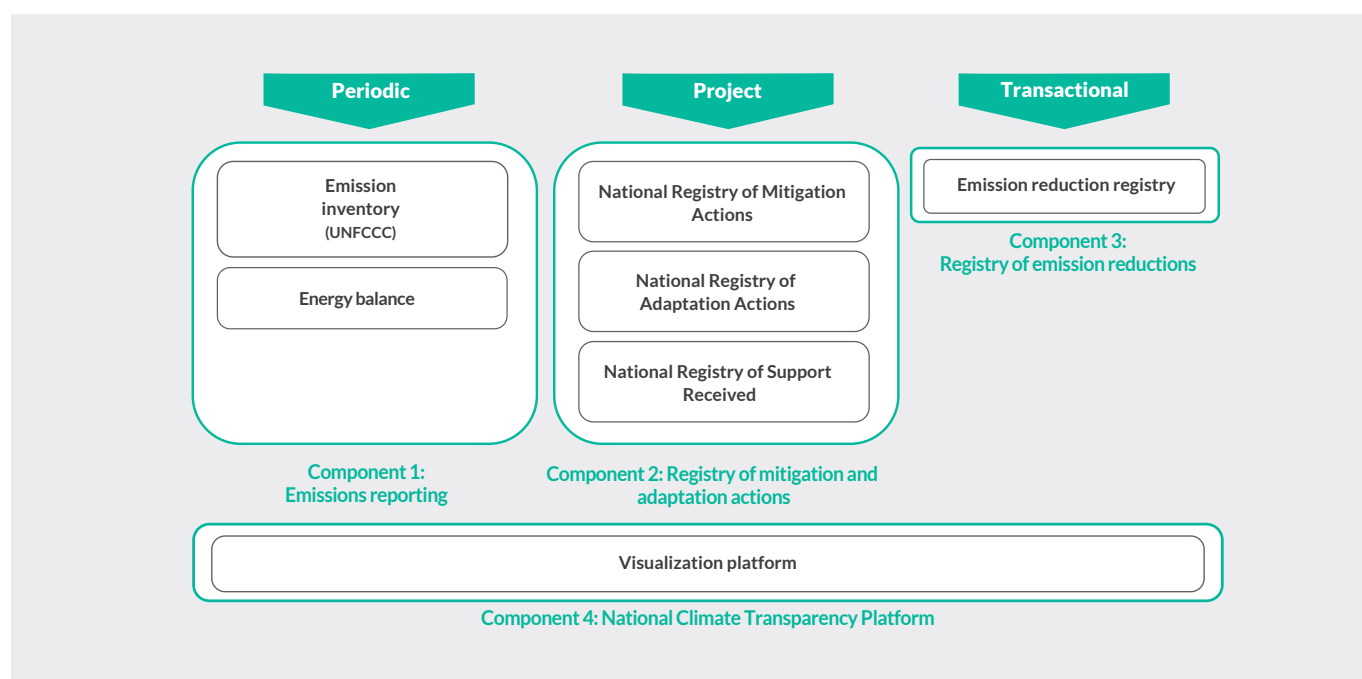 Periodic
Project
Transactional
Emission
inventory
(UNFCCC)
Energy balance
Component 1:
Emissions reporting
National Registry of Mitigation
Actions
National Registry of
Adaptation Actions
National Registry of Support
Received
Component 2: Registry of mitigation and
adaptation actions
Emission reduction registry
Component 3:
Registry of emission reductions
Visualization platform
Component 4: National Climate Transparency Platform